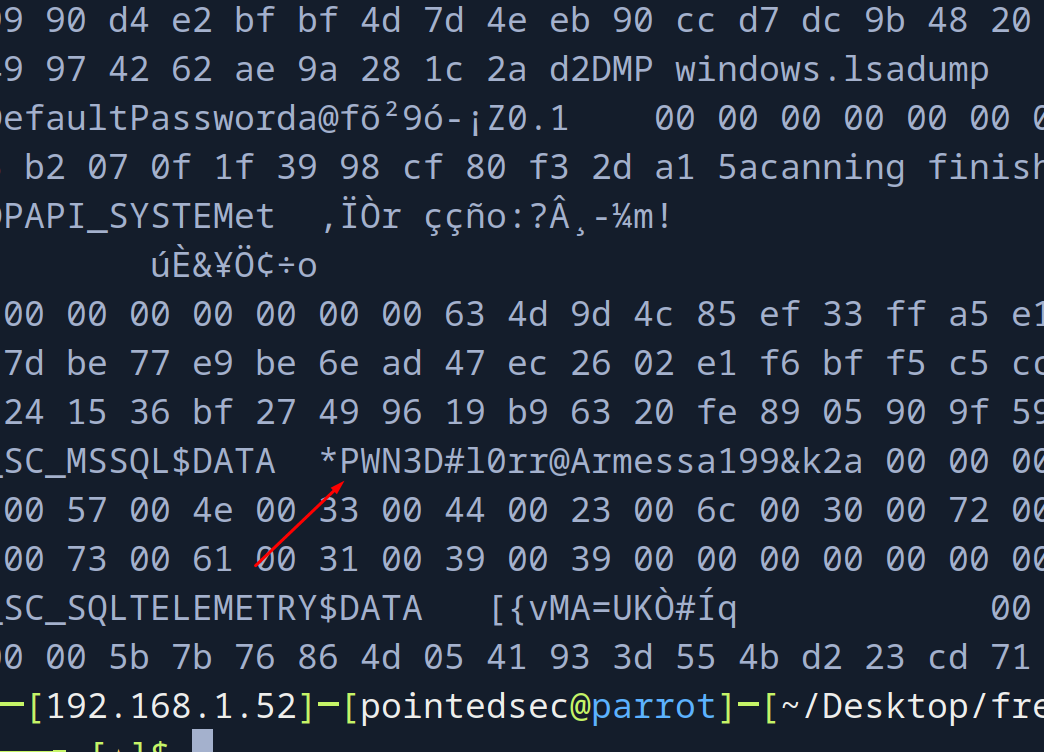 09 90 d4 e2 bf bf 4d 7d 4e eb 90 cc d7 dc 9b 48 20
49 97 42 62 ae 9a 28 1c 2a d2DMP windows.lsadump
DefaultPassworda@fõ²9ó-¡Z0.1 00 00 00 00 00 00
b2 07 0f 1f 39 98 cf 80 f3 2d a1 5acanning finish
DPAPI_SYSTEMet ,ÏÒr ççño:?Â¸-¼m!
úÈ&¥Ö¢÷o
00 00 00 00 00 00 00 63 4d 9d 4c 85 ef 33 ff a5 e1
7d be 77 e9 be 6e ad 47 ec 26 02 e1 f6 bf f5 c5 cc
24 15 36 bf 27 49 96 19 b9 63 20 fe 89 05 90 9f 59
_SC_MSSQL$DATA *PWN3D#l0rr@Armessa199&k2a 00 00 00
00 57 00 4e 00 33 00 44 00 23 00 6c 00 30 00 72 00
00 73 00 61 00 31 00 39 00 39 00 00 00 00 00 00 00
_SC_SQLTELEMETRY$DATA [{vMA=UKÒ#Íq 00
00 00 5b 7b 76 86 4d 05 41 93 3d 55 4b d2 23 cd 71
[192.168.1.52]─[pointedsec@parrot]─[~/Desktop/fre